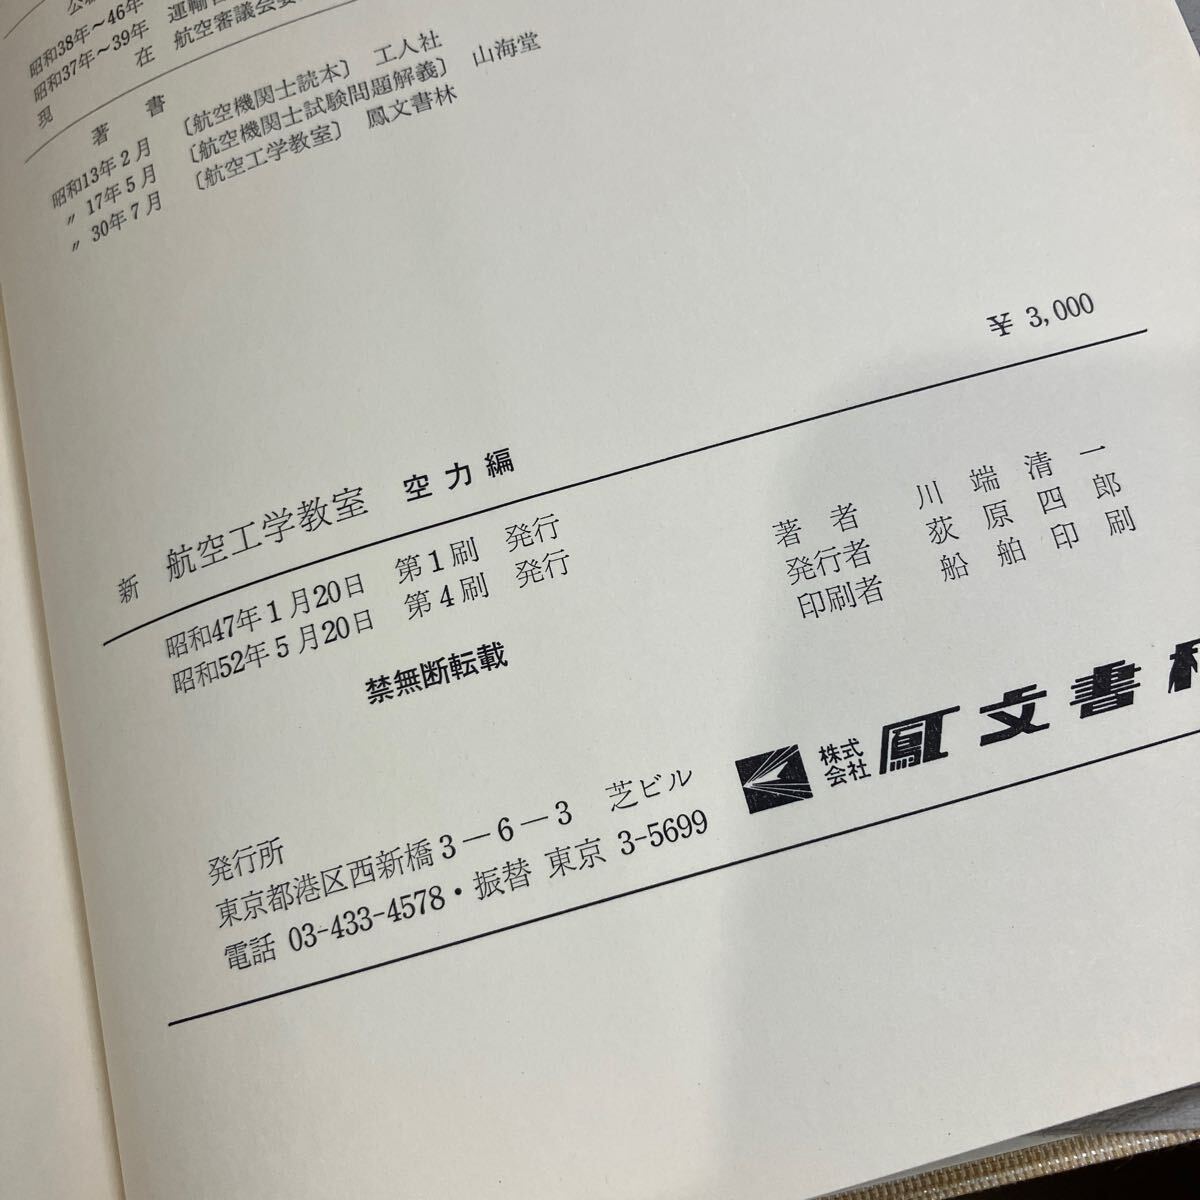 昭和38年〜46年
昭和37年〜39年 運輸
現 在 航空審議会委
著 書
昭和13年2月 〔航空機関士読本〕 工人社
〃 17年5月 〔航空機関士試験問題解義〕 山海堂
〃 30年7月 〔航空工学教室〕 鳳文書林
¥ 3,000
新 航空工学教室 空力編
昭和47年1月20日 第1刷 発行
昭和52年5月20日 第4刷 発行
禁無断転載
著者 川端清一
発行者 荻原四郎
印刷者 船舶印刷
株式会社 鳳文書林
発行所
東京都港区西新橋3−6−3 芝ビル
電話 03-433-4578・振替 東京 3-5699